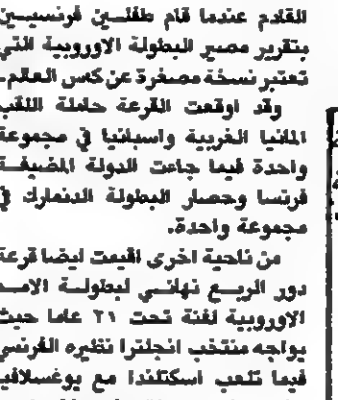 القادم عندما قام طفلين فرنسيين
بتقرير مصير البطولة الاوروبية التي
تعتبر نسخة مصغرة عن كاس العالم.
وقد اوقعت القرعة حاملة اللقب
المانيا الغربية واسبانيا في مجموعة
واحدة فيما جاءت الدولة المضيفة
فرنسا وحصار البطولة الدنمارك في
مجموعة واحدة.
من ناحية اخرى اقيمت ايضا قرعة
دور الربع نهائي لبطولة الامم
الاوروبية لفئة تحت ٢١ عاما حيث
يواجه منتخب انجلترا نظيره الفرنسي
فيما تلعب اسكتلندا مع يوغسلافيا